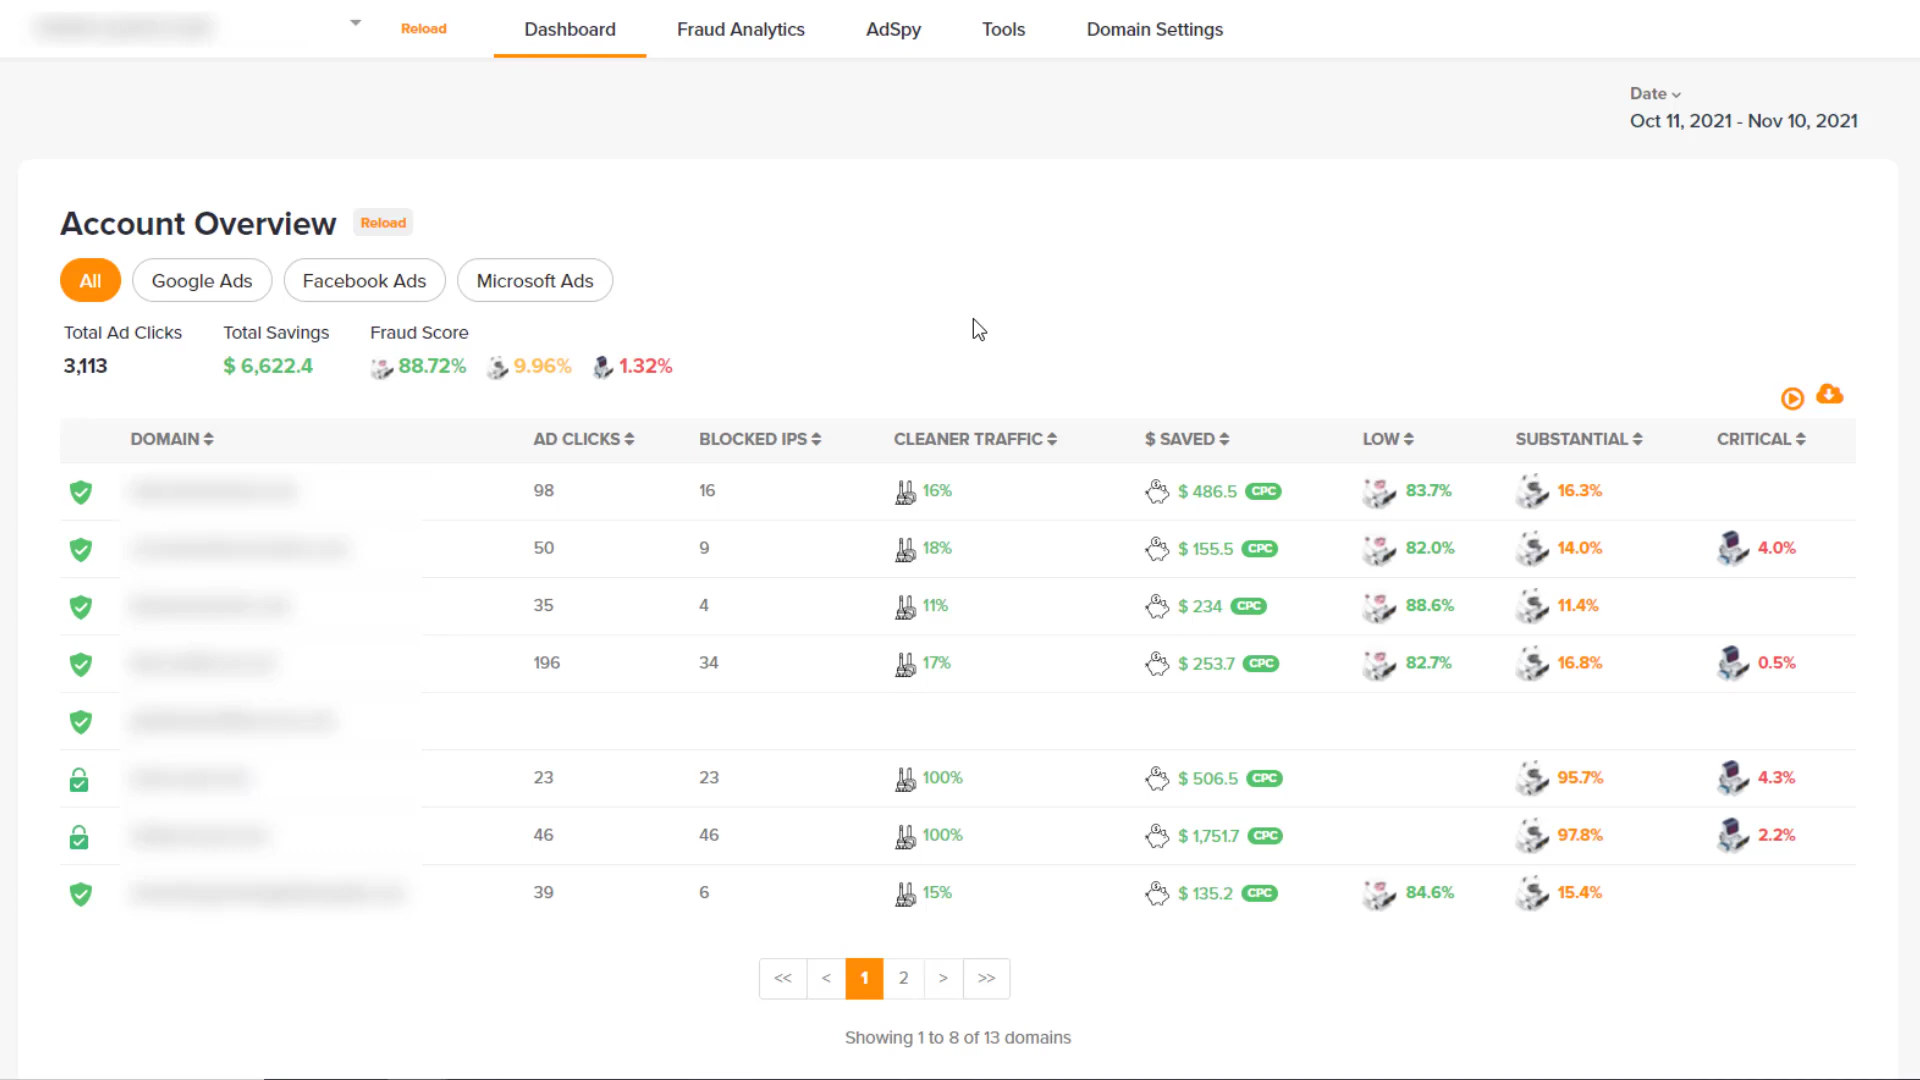 Reload Dashboard Fraud Analytics AdSpy Tools Domain Settings
Date
Oct 11, 2021 - Nov 10, 2021
Account Overview Reload
All Google Ads Facebook Ads Microsoft Ads
Total Ad Clicks Total Savings Fraud Score
3,113 $ 6,622.4 88.72% 9.96% 1.32%
DOMAIN AD CLICKS BLOCKED IPS CLEANER TRAFFIC $ SAVED LOW SUBSTANTIAL CRITICAL
98 16 16% $ 486.5 CPC 83.7% 16.3%
50 9 18% $ 155.5 CPC 82.0% 14.0% 4.0%
35 4 11% $ 234 CPC 88.6% 11.4%
196 34 17% $ 253.7 CPC 82.7% 16.8% 0.5%
23 23 100% $ 506.5 CPC 95.7% 4.3%
46 46 100% $ 1,751.7 CPC 97.8% 2.2%
39 6 15% $ 135.2 CPC 84.6% 15.4%
<< < 1 2 > >>
Showing 1 to 8 of 13 domains